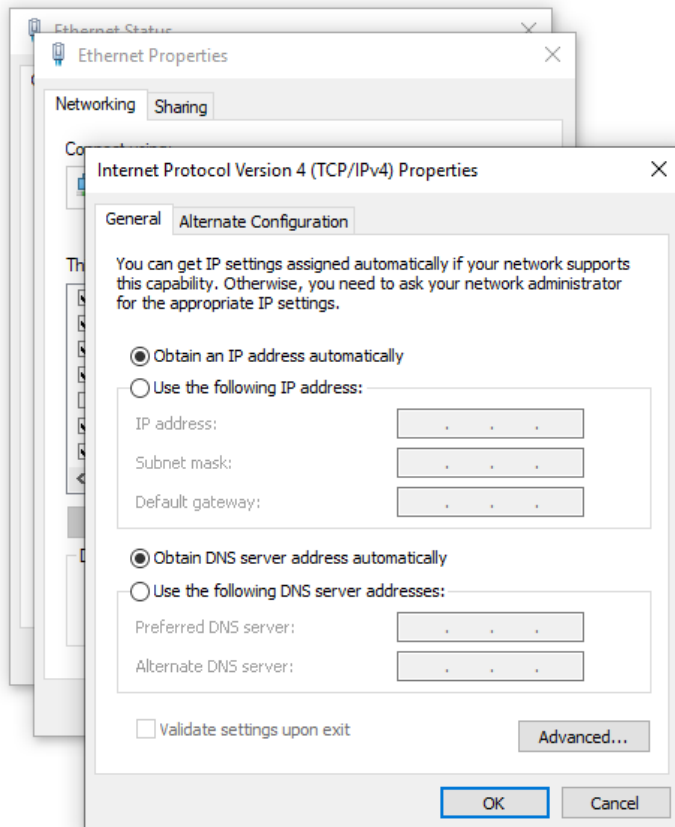 Ethernet Status
Ethernet Properties
Networking
Sharing
Internet Protocol Version 4 (TCP/IPv4) Properties
General
Alternate Configuration
You can get IP settings assigned automatically if your network supports
this capability. Otherwise, you need to ask your network administrator
for the appropriate IP settings.
Obtain an IP address automatically
Use the following IP address:
IP address:
Subnet mask:
Default gateway:
Obtain DNS server address automatically
Use the following DNS server addresses:
Preferred DNS server:
Alternate DNS server:
Validate settings upon exit
Advanced...
OK
Cancel